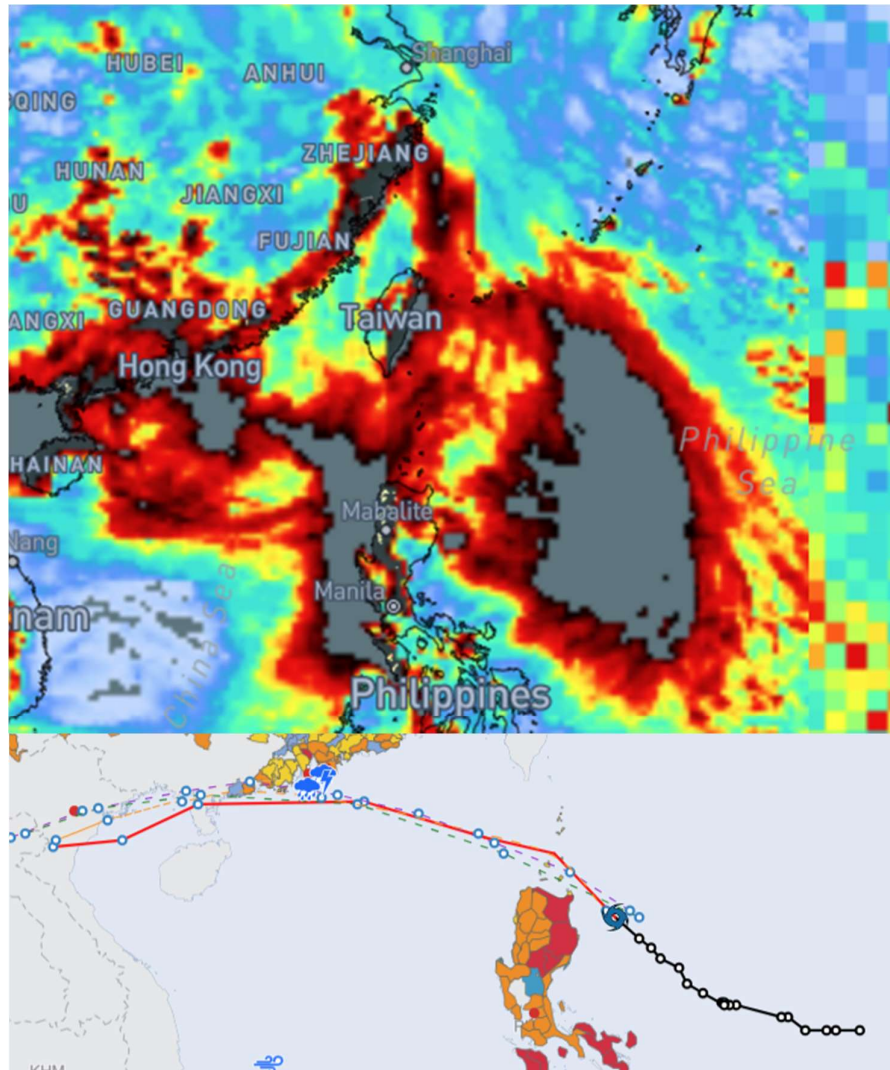 Shanghai
HUBEI
ANHUI
QING
ZHEJIANG
HUNAN
JIANGXI
U
FUJIAN
GUANGDONG
ANGXI
Taiwan
Hong Kong
Philippine
Sea
HAINAN
Mabalite
Nang
Manila
nam
China Sea
Philippines
KHM